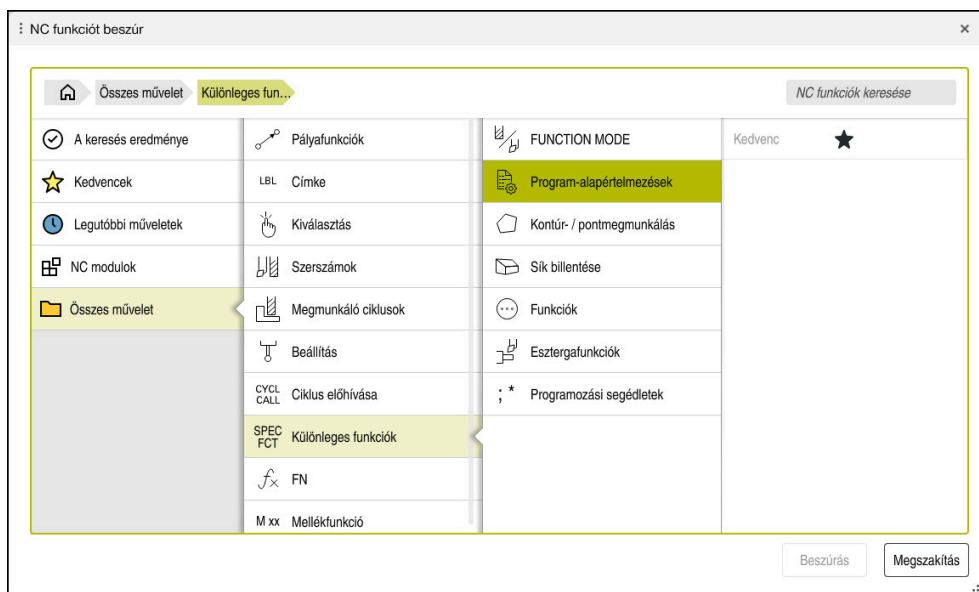 NC funkciót beszúr
Összes művelet
Különleges fun...
NC funkciók keresése
A keresés eredménye
Kedvencek
Legutóbbi műveletek
NC modulok
Összes művelet
Pályafunkciók
LBL Címke
Kiválasztás
Szerszámok
Megmunkáló ciklusok
Beállítás
CYCL
CALL
Ciklus előhívása
SPEC
FCT
Különleges funkciók
FN
M xx Mellékfunkció
FUNCTION MODE
Program-alapértelmezések
Kontúr- / pontmegmunkálás
Sík billentése
Funkciók
Esztergafunkciók
; * Programozási segédletek
Kedvenc
Beszúrás
Megszakítás